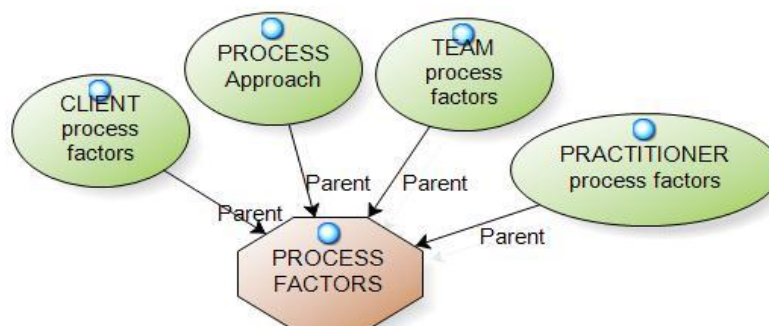 CLIENT
process
factors
PROCESS
Approach
TEAM
process
factors
PRACTITIONER
process factors
Parent
Parent
Parent
Parent
PROCESS
FACTORS